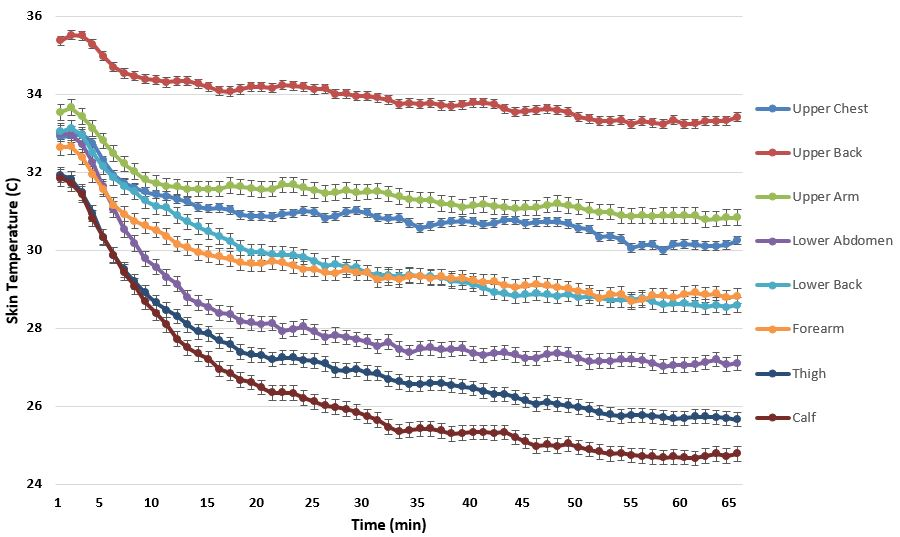 36
34
32
30
28
26
24
Skin Temperature (C)
1 5 10 15 20 25 30 35 40 45 50 55 60 65
Time (min)
Upper Chest
Upper Back
Upper Arm
Lower Abdomen
Lower Back
Forearm
Thigh
Calf